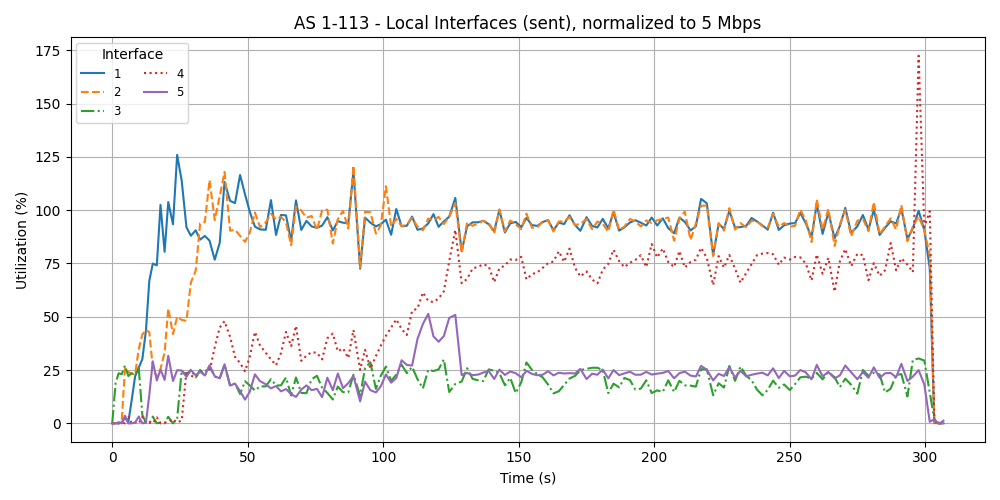 AS 1-113 - Local Interfaces (sent), normalized to 5 Mbps
Interface
1 4
2 5
3
Utilization (%)
175
150
125
100
75
50
25
0
0 50 100 150 200 250 300
Time (s)